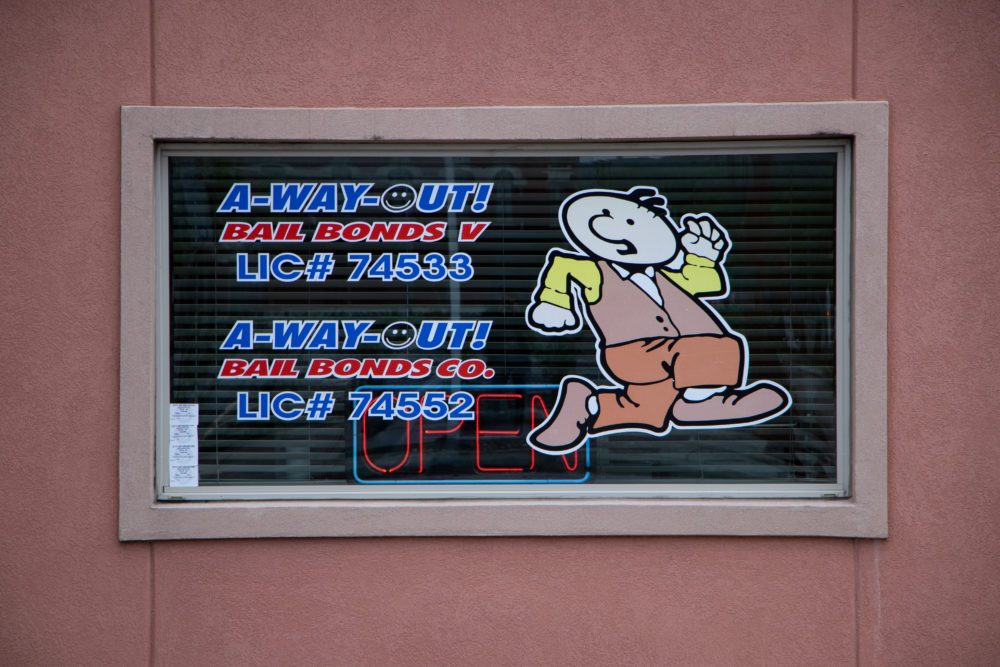 A-WAY-OUT!
BAIL BONDS V
LIC# 74533
A-WAY-OUT!
BAIL BONDS CO.
LIC# 74552
OPEN